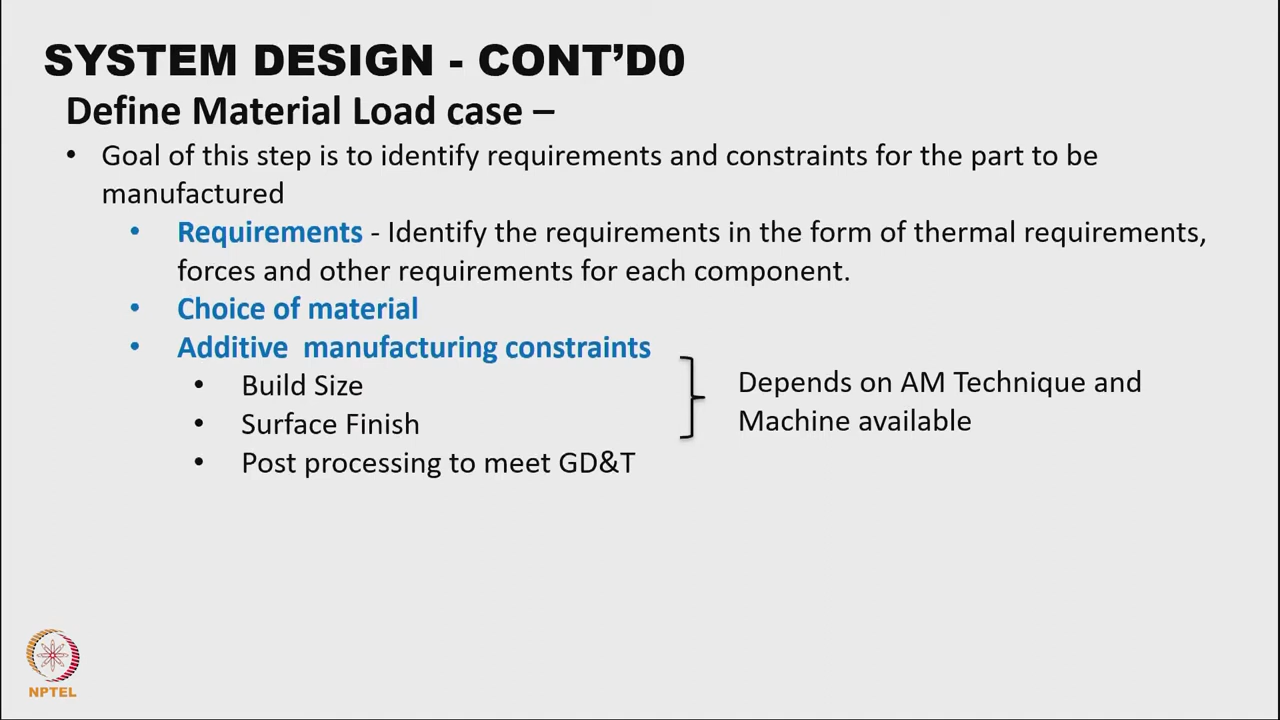 SYSTEM DESIGN - CONT’D0
Define Material Load case –
• Goal of this step is to identify requirements and constraints for the part to be
manufactured
• Requirements - Identify the requirements in the form of thermal requirements,
forces and other requirements for each component.
• Choice of material
• Additive manufacturing constraints
• Build Size
• Surface Finish
• Post processing to meet GD&T
Depends on AM Technique and
Machine available
NPTEL